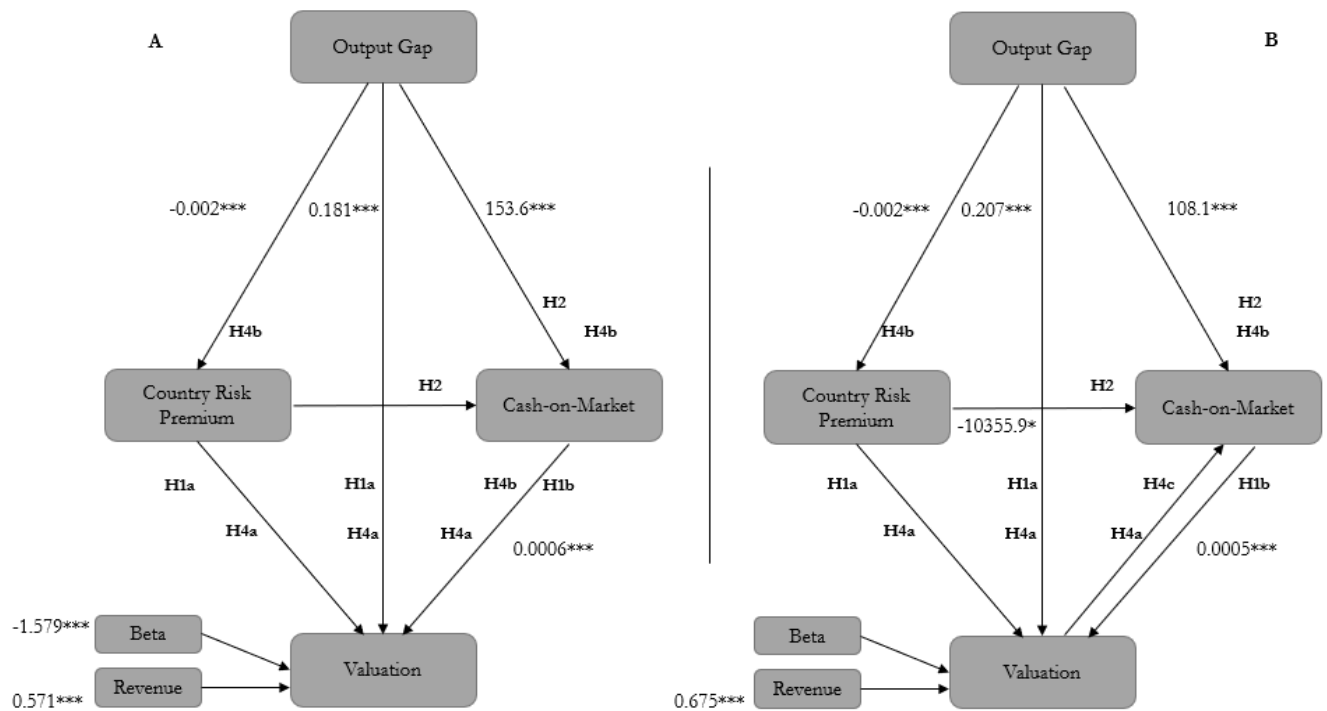 A
Output Gap
-0.002***
0.181***
153.6***
H2
H4b
H4b
Country Risk
Premium
H2
Cash-on-Market
H1a
H1a
H4b
H1b
H4a
H4a
H4a
0.0006***
-1.579***
Beta
Valuation
Revenue
0.571***
B
Output Gap
-0.002***
0.207***
108.1***
H2
H4b
H4b
Country Risk
Premium
H2
-10355.9*
Cash-on-Market
H1a
H1a
H4c
H1b
H4a
H4a
H4a
0.0005***
Beta
Valuation
Revenue
0.675***